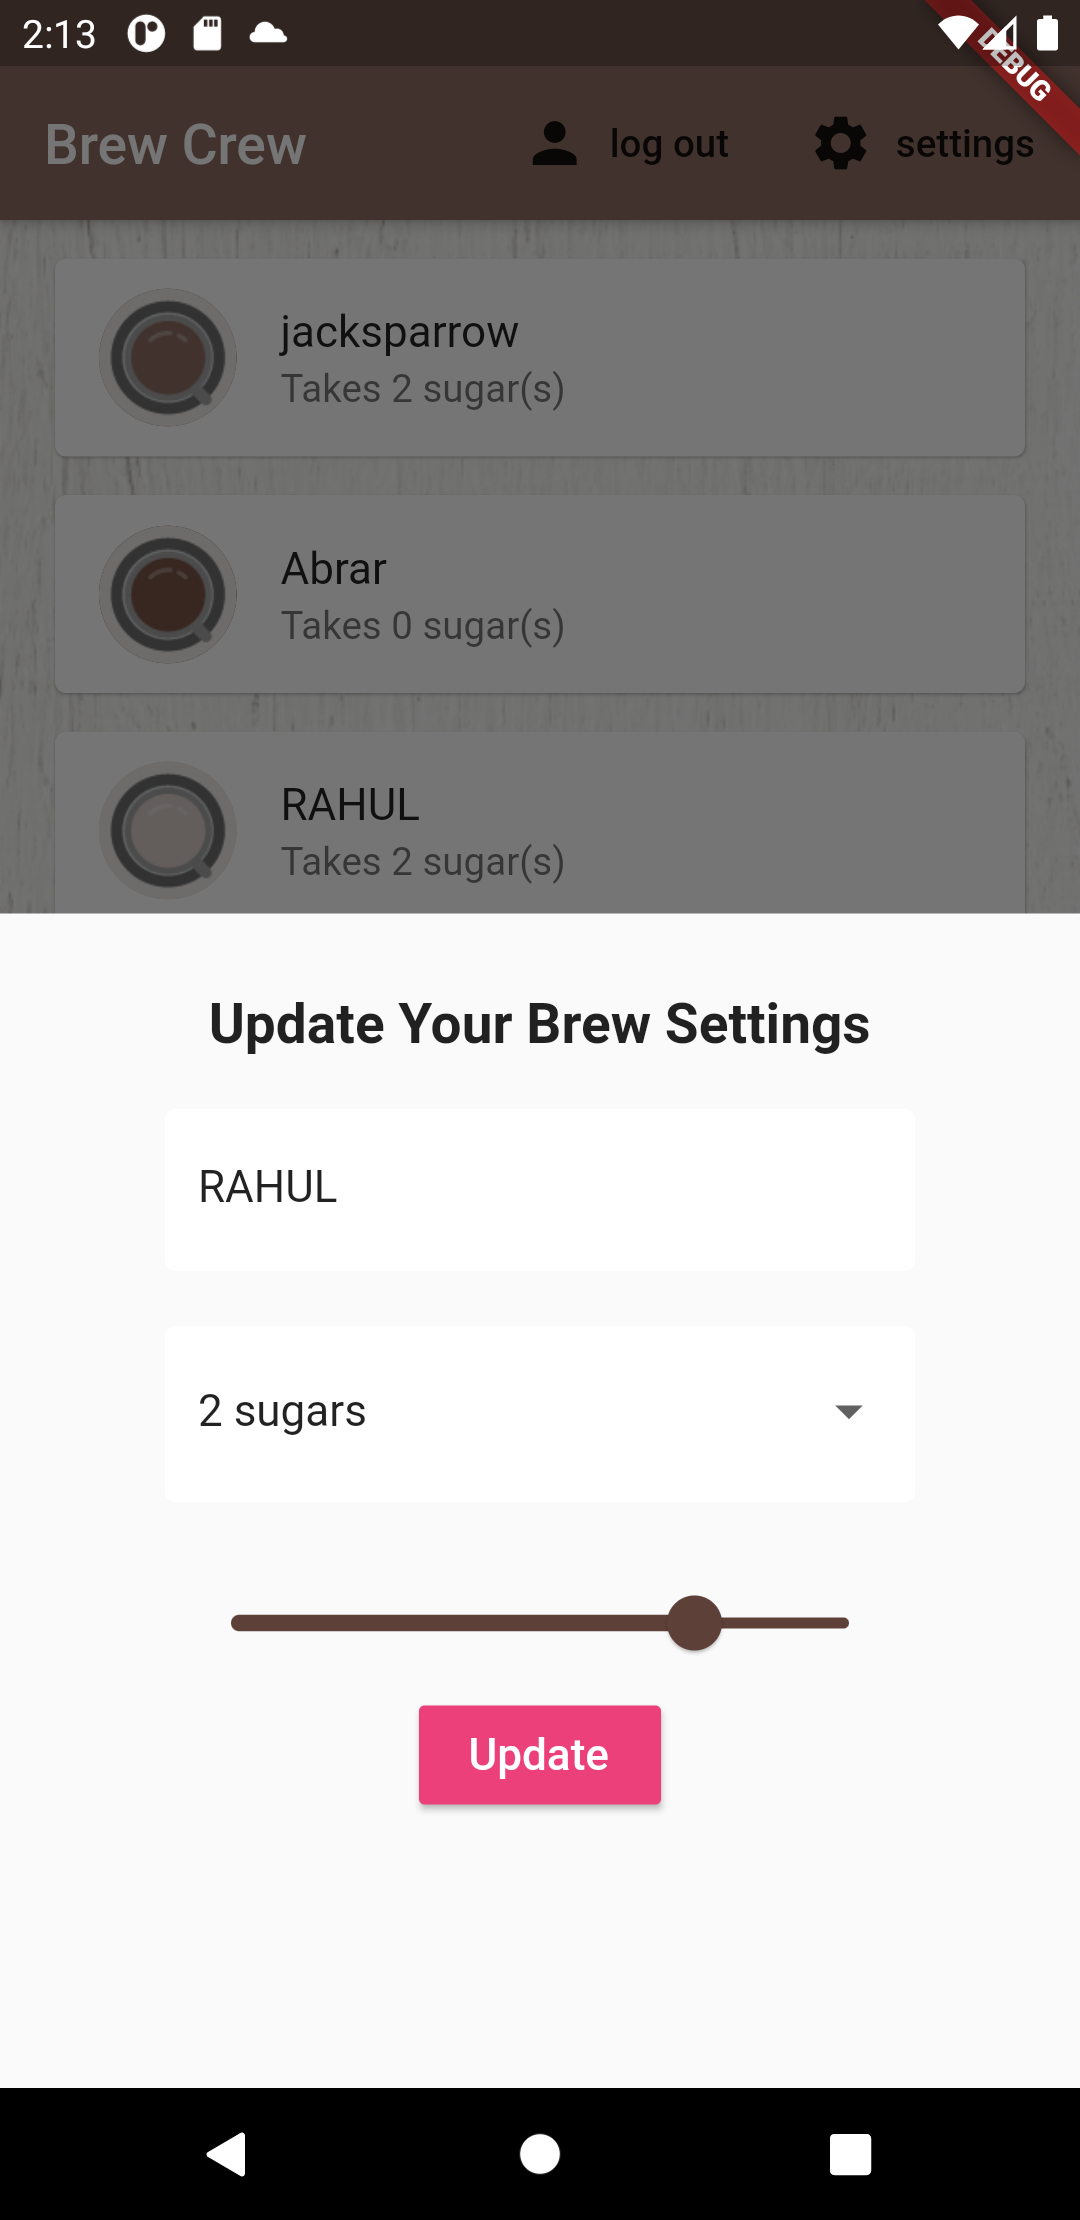 2:13
DEBUG
Brew Crew
log out
settings
jacksparrow
Takes 2 sugar(s)
Abrar
Takes 0 sugar(s)
RAHUL
Takes 2 sugar(s)
Update Your Brew Settings
RAHUL
2 sugars
Update